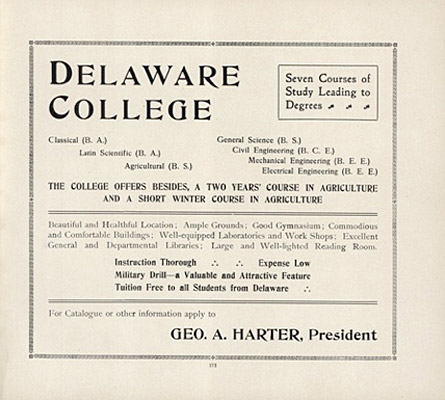 DELAWARE
COLLEGE
Seven Courses of
Study Leading to
Degrees
Classical (B. A.)
Latin Scientific (B. A.)
Agricultural (B. S.)
General Science (B. S.)
Civil Engineering (B. C. E.)
Mechanical Engineering (B. E. E.)
Electrical Engineering (B. E. E.)
THE COLLEGE OFFERS BESIDES, A TWO YEARS' COURSE IN AGRICULTURE
AND A SHORT WINTER COURSE IN AGRICULTURE
Beautiful and Healthful Location; Ample Grounds; Good Gymnasium; Commodious
and Comfortable Buildings; Well-equipped Laboratories and Work Shops; Excellent
General and Departmental Libraries; Large and Well-lighted Reading Room.
Instruction Thorough ∴ ∴ Expense Low
Military Drill—a Valuable and Attractive Feature
Tuition Free to all Students from Delaware ∴
For Catalogue or other information apply to
GEO. A. HARTER, President